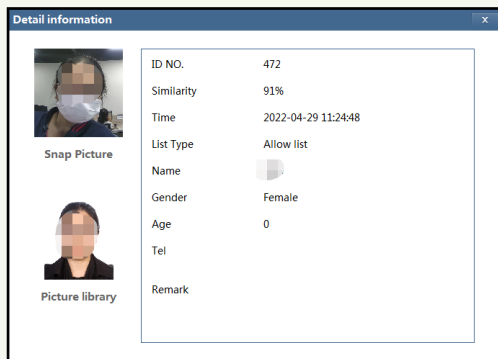 Detail information x
Snap Picture
Picture library
ID NO. 472
Similarity 91%
Time 2022-04-29 11:24:48
List Type Allow list
Name
Gender Female
Age 0
Tel
Remark